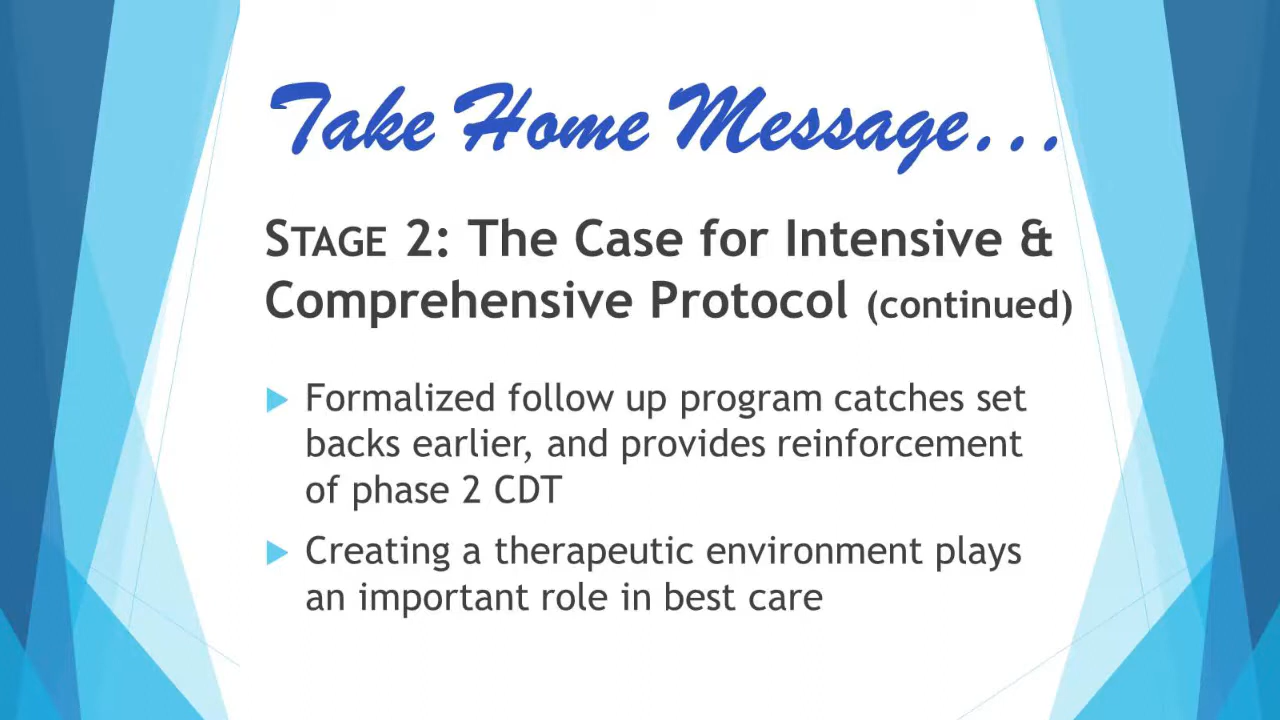 Take Home Message...
STAGE 2: The Case for Intensive &
Comprehensive Protocol (continued)
Formalized follow up program catches set
backs earlier, and provides reinforcement
of phase 2 CDT
Creating a therapeutic environment plays
an important role in best care